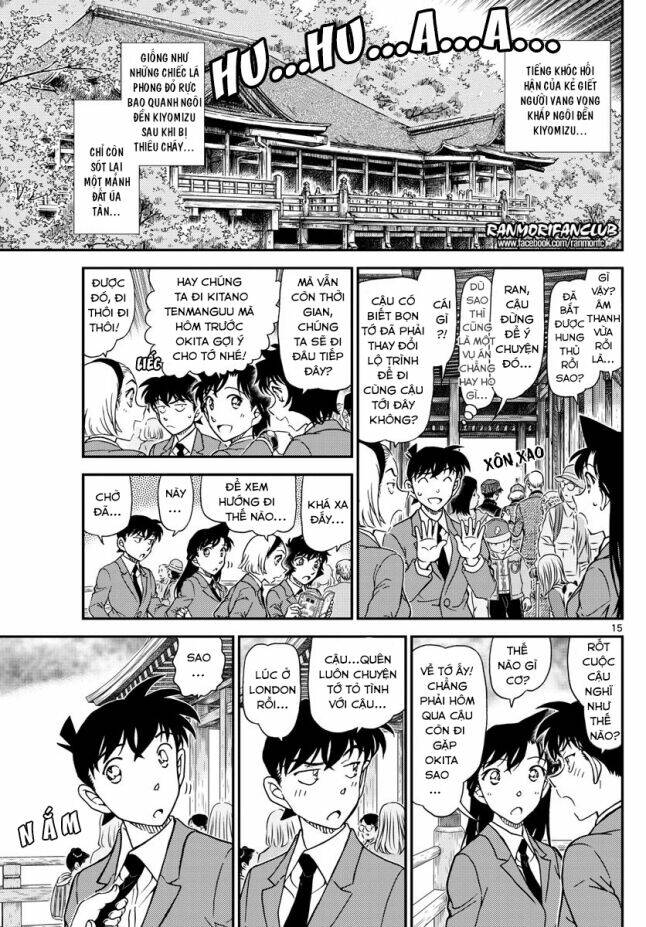 HU...HU...A...A...
TIẾNG KHÓC HỐI
HẬN CỦA KẺ GIẾT
NGƯỜI VANG VỌNG
KHẮP NGÔI ĐỀN
KIYOMIZU...
GIỐNG NHƯ
NHỮNG CHIẾC LÁ
PHONG ĐỎ RỰC
BAO QUANH NGÔI
ĐỀN KIYOMIZU
SAU KHI BỊ
THIÊU CHÁY...
CHỈ CÒN
SÓT LẠI
MỘT MẢNH
ĐẤT ÚA
TÀN...
RANMORIFANCLUB
www.facebook.com/ranmorifc
GÌ
VẬY? ÂM
THANH
VỪA
RỒI LÀ...
ĐÃ BẮT
ĐƯỢC
HUNG
THỦ
RỒI SAO?
RAN,
CẬU ĐỪNG
ĐỂ Ý
CHUYỆN
ĐÓ...
DÙ
SAO THÌ
CŨNG
LÀ MỘT
VỤ ÁN
CHẲNG
HAY HO
GÌ...
CÁI
GÌ?
CẬU CÓ
BIẾT BỌN
TỚ ĐÃ PHẢI
THAY ĐỔI
LỘ TRÌNH
ĐỂ ĐI
CÙNG CẬU
TỚI ĐÂY
KHÔNG?
XÔN XAO
MÀ VẪN
CÒN THỜI
GIAN,
CHÚNG
TA SẼ ĐI
ĐÂU TIẾP
ĐÂY?
HAY CHÚNG
TA ĐI KITANO
TENMANGUU MÀ
HÔM TRƯỚC
OKITA GỢI Ý
CHO TỚ NHÉ!
ĐƯỢC
ĐÓ, ĐI
THÔI!
LIẾC
KHÁ XA
ĐẤY...
ĐỂ XEM
HƯỚNG ĐI
THẾ NÀO...
NÀY
...
CHỜ
ĐÃ...
15
RỐT
CUỘC
CẬU
NGHĨ
NHƯ
THẾ
NÀO?
THẾ
NÀO GÌ
CƠ?
VỀ TỚ ẤY!
CHẲNG
PHẢI HÔM
QUA CẬU
CÒN ĐI
GẶP
OKITA
SAO...
CẬU...QUÊN
LUÔN CHUYỆN
TỚ TỎ TÌNH
VỚI CẬU...
LÚC Ở
LONDON
RỒI...
SAO
...
NẮM